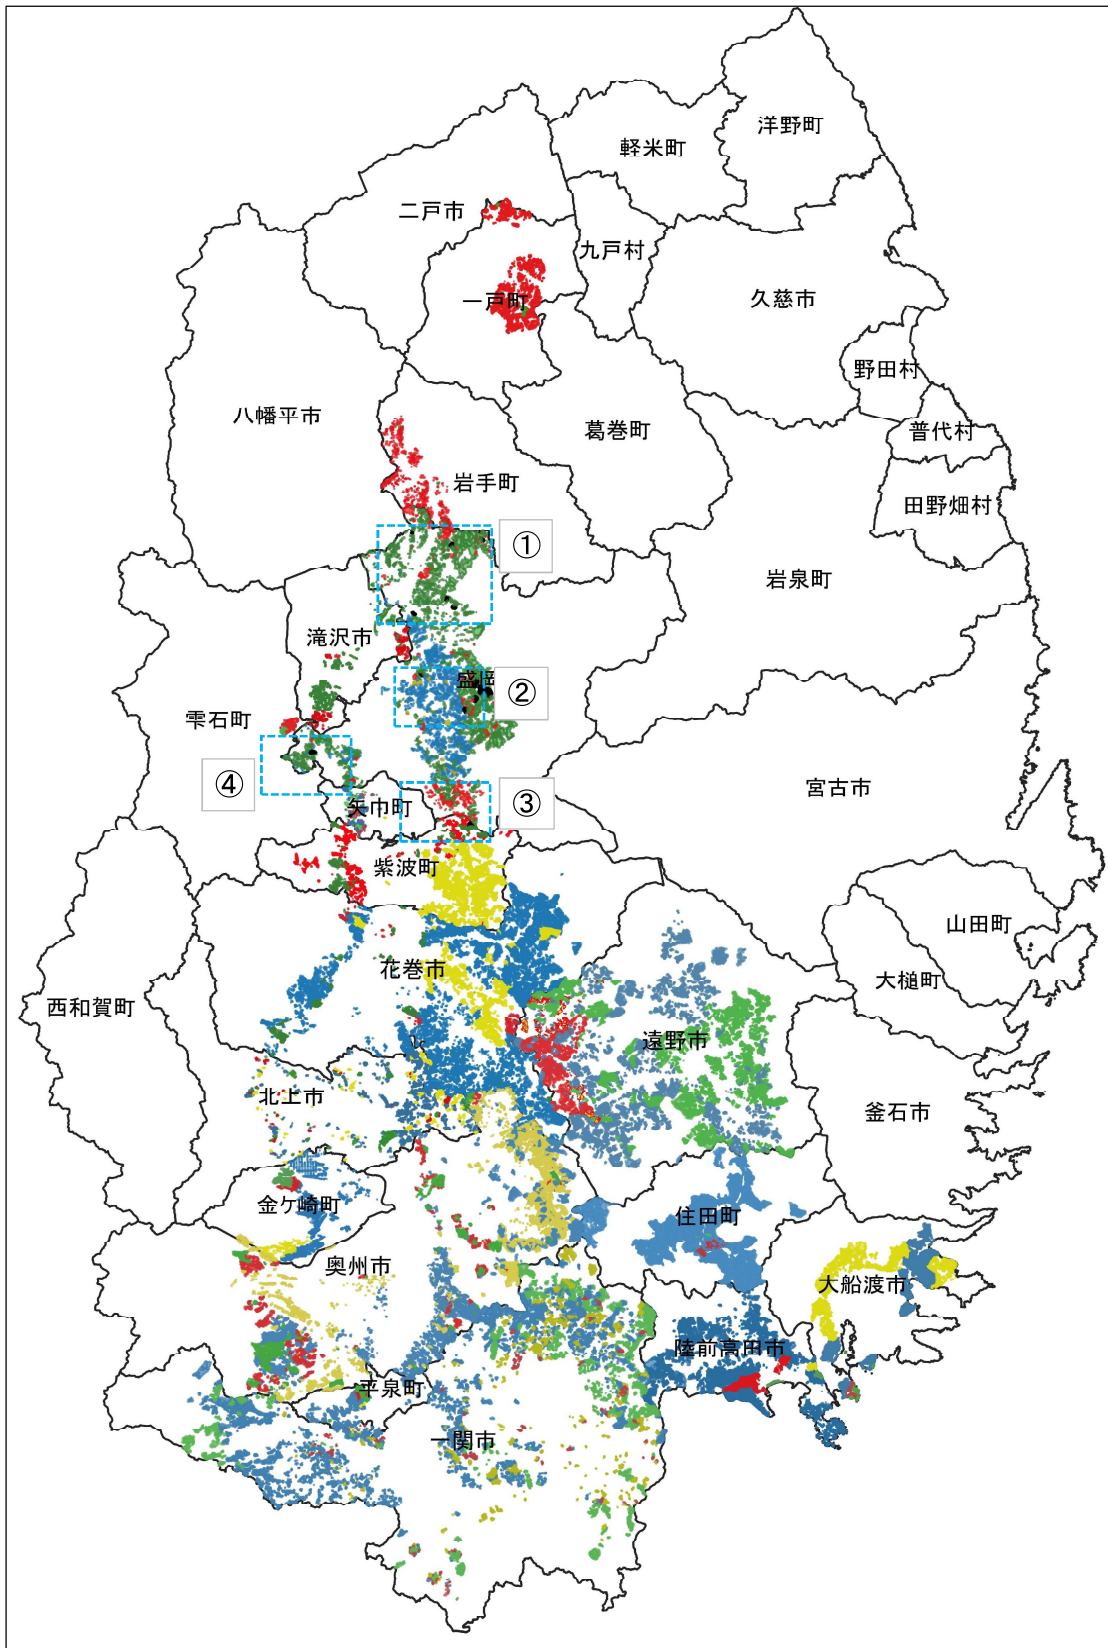 洋野町
軽米町
二戸市
九戸村
久慈市
一戸町
野田村
八幡平市
葛巻町
普代村
岩手町
田野畑村
①
岩泉町
滝沢市
盛岡
②
雫石町
④
宮古市
③
矢巾町
紫波町
山田町
花巻市
大槌町
西和賀町
遠野市
北上市
釜石市
金ケ崎町
住田町
奥州市
大船渡市
陸前高田市
平泉町
一関市